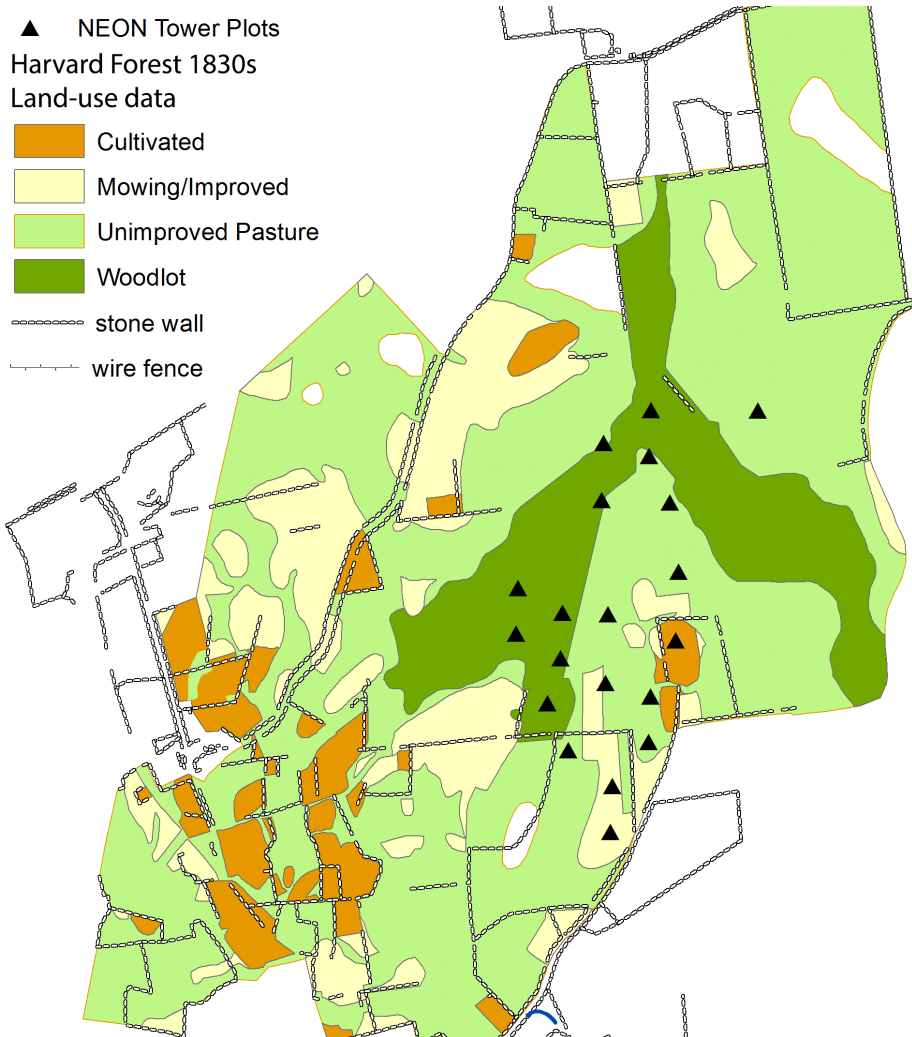 NEON Tower Plots
Harvard Forest 1830s
Land-use data
Cultivated
Mowing/Improved
Unimproved Pasture
Woodlot
stone wall
wire fence